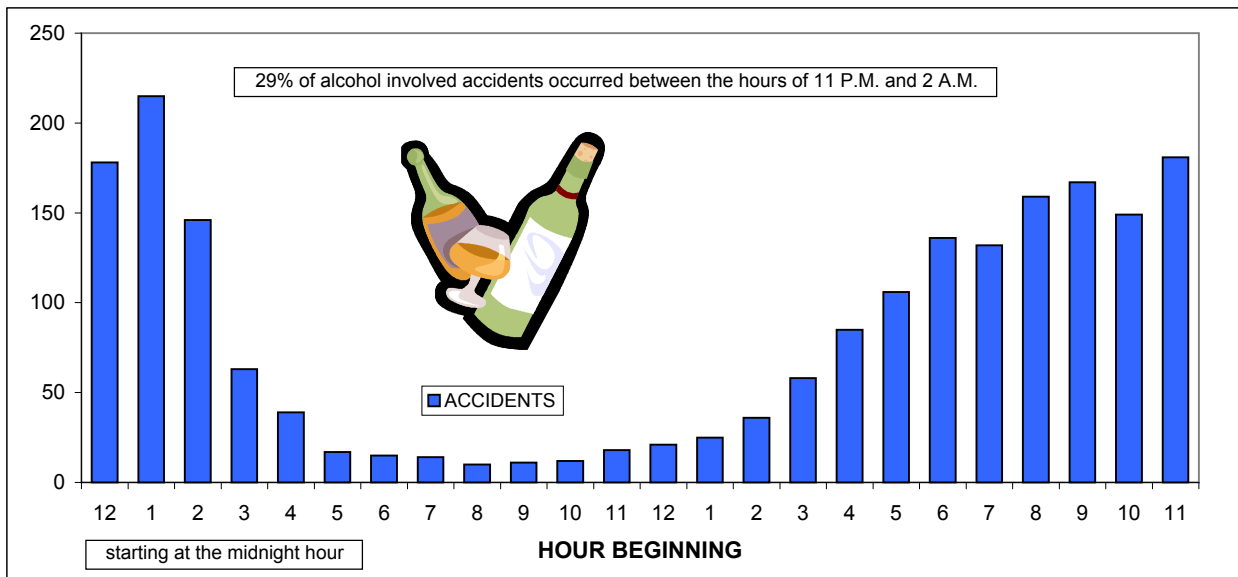 250
29% of alcohol involved accidents occurred between the hours of 11 P.M. and 2 A.M.
200
150
100
50
ACCIDENTS
0
12 1 2 3 4 5 6 7 8 9 10 11 12 1 2 3 4 5 6 7 8 9 10 11
starting at the midnight hour
HOUR BEGINNING